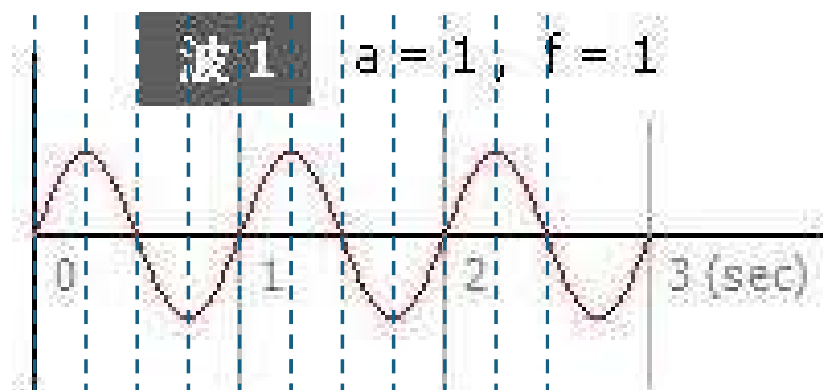 波 1 a = 1 , f = 1
0 1 2 3 (sec)